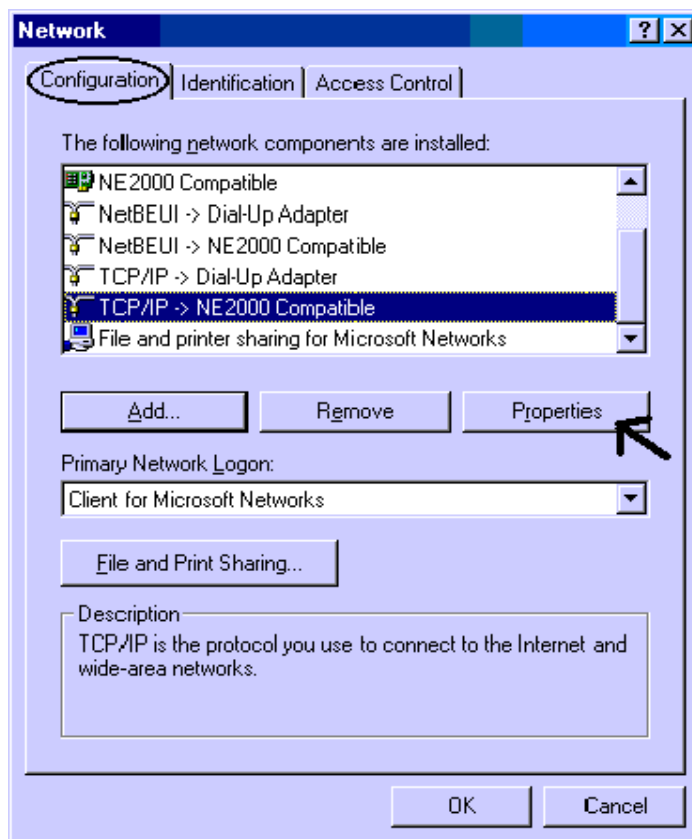 Network
Configuration Identification Access Control
The following network components are installed:
NE2000 Compatible
NetBEUI -> Dial-Up Adapter
NetBEUI -> NE2000 Compatible
TCP/IP -> Dial-Up Adapter
TCP/IP -> NE2000 Compatible
File and printer sharing for Microsoft Networks
Add... Remove Properties
Primary Network Logon:
Client for Microsoft Networks
File and Print Sharing...
Description
TCP/IP is the protocol you use to connect to the Internet and
wide-area networks.
OK Cancel